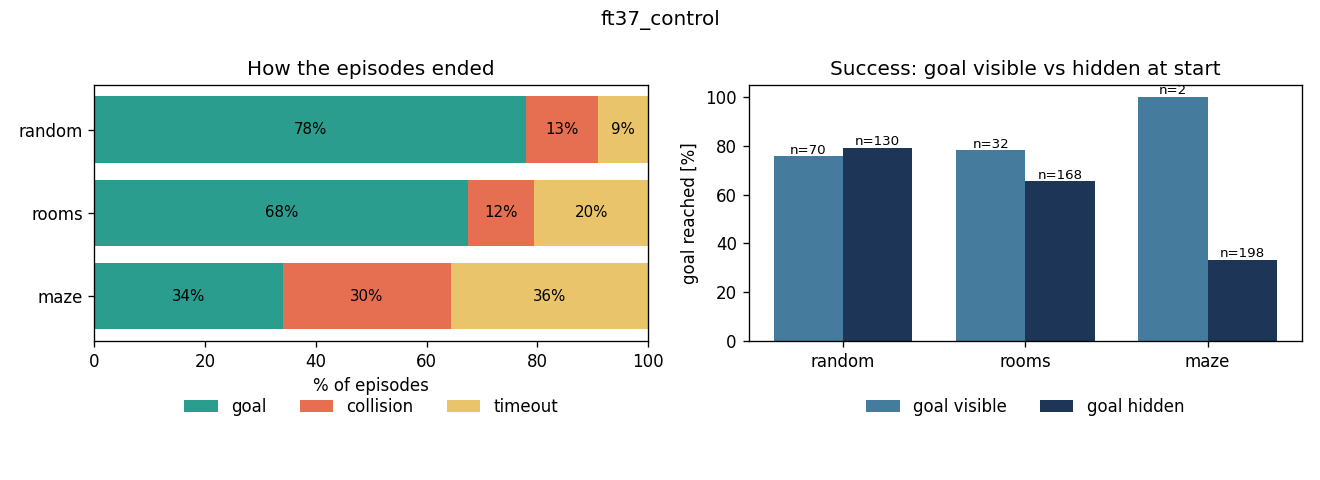 ft37_control
How the episodes ended
random
78%
13%
9%
rooms
68%
12%
20%
maze
34%
30%
36%
0 20 40 60 80 100
% of episodes
goal collision timeout
Success: goal visible vs hidden at start
goal reached [%]
100
80
60
40
20
0
n=70
n=130
n=32
n=168
n=2
n=198
random rooms maze
goal visible goal hidden